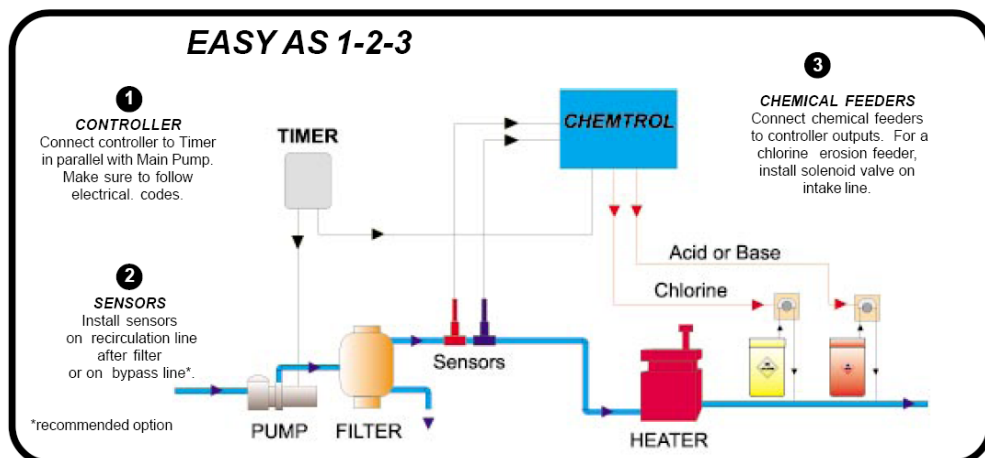 EASY AS 1-2-3
1
CONTROLLER
Connect controller to Timer
in parallel with Main Pump.
Make sure to follow
electrical. codes.
TIMER
CHEMTROL
3
CHEMICAL FEEDERS
Connect chemical feeders
to controller outputs. For a
chlorine erosion feeder,
install solenoid valve on
intake line.
2
SENSORS
Install sensors
on recirculation line
after filter
or on bypass line*.
Acid or Base
Chlorine
Sensors
*recommended option
PUMP
FILTER
HEATER